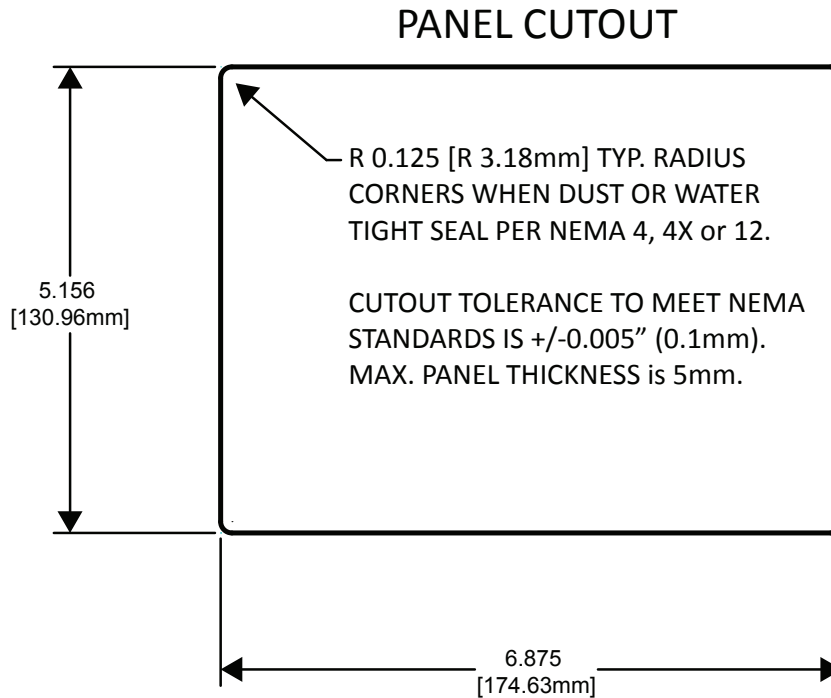 PANEL CUTOUT
R 0.125 [R 3.18mm] TYP. RADIUS
CORNERS WHEN DUST OR WATER
TIGHT SEAL PER NEMA 4, 4X or 12.
CUTOUT TOLERANCE TO MEET NEMA
STANDARDS IS +/-0.005” (0.1mm).
MAX. PANEL THICKNESS is 5mm.
5.156
[130.96mm]
6.875
[174.63mm]